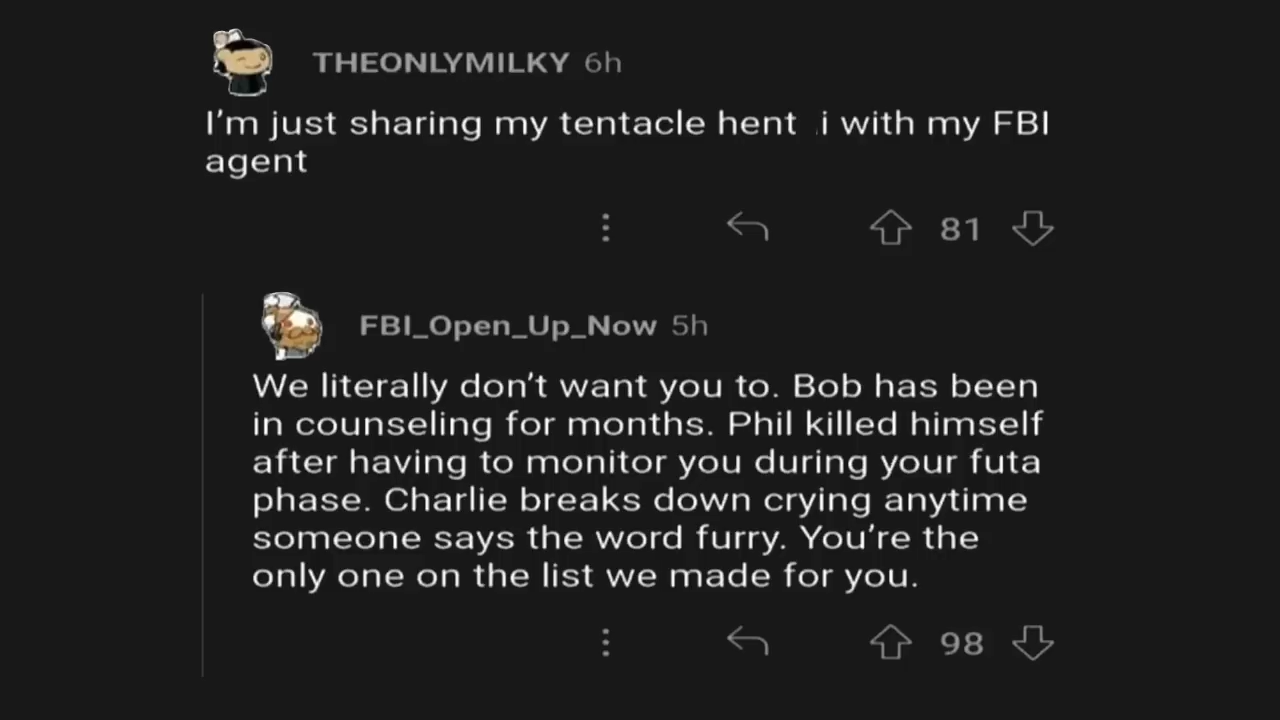 THEONLYMILKY 6h
I'm just sharing my tentacle hent i with my FBI
agent
81
FBI_Open_Up_Now 5h
We literally don't want you to. Bob has been
in counseling for months. Phil killed himself
after having to monitor you during your futa
phase. Charlie breaks down crying anytime
someone says the word furry. You're the
only one on the list we made for you.
98